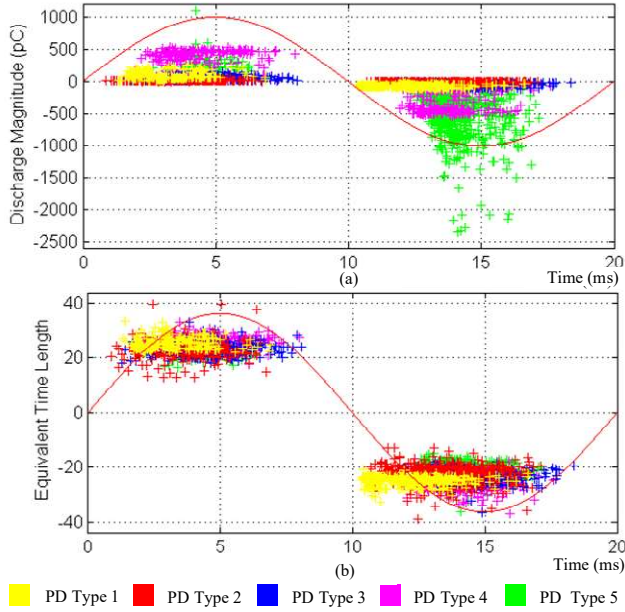 1000
500
0
-500
-1000
-1500
-2000
-2500
Discharge Magnitude (pC)
0 5 10 15 20
(a) Time (ms)
40
20
0
-20
-40
Equivalent Time Length
0 5 10 15 20
(b) Time (ms)
PD Type 1 PD Type 2 PD Type 3 PD Type 4 PD Type 5